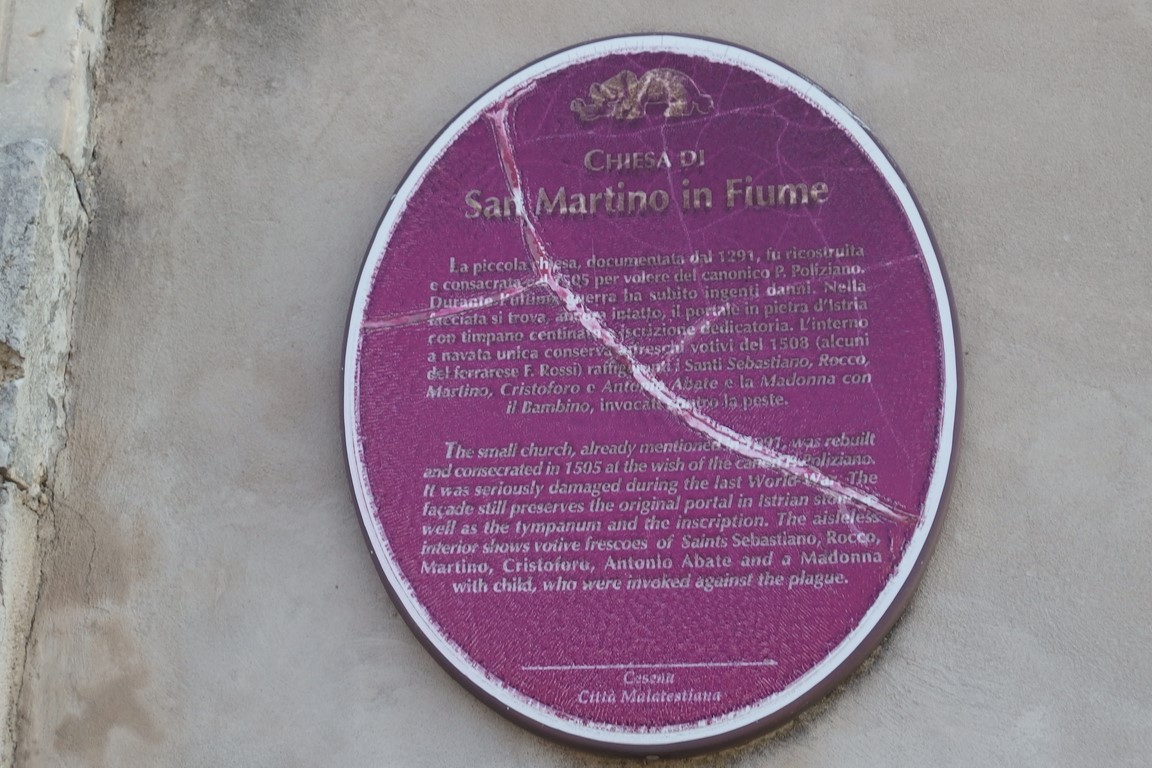 CHIESA DI
San Martino in Fiume
La piccola chiesa, documentata dal 1291, fu ricostruita
e consacrata 1505 per volere del canonico P. Poliziano.
Durante l'ultima guerra ha subito ingenti danni. Nella
facciata si trova, ancora intatto, il portale in pietra d'Istria
con timpano centinato e iscrizione dedicatoria. L'interno
a navata unica conserva affreschi votivi del 1508 (alcuni
del ferrarese F. Rossi) raffiguranti i Santi Sebastiano, Rocco,
Martino, Cristoforo e Antonio Abate e la Madonna con
il Bambino, invocati contro la peste.
The small church, already mentioned in 1291, was rebuilt
and consecrated in 1505 at the wish of the canon P. Poliziano.
It was seriously damaged during the last World War. The
façade still preserves the original portal in Istrian stone as
well as the tympanum and the inscription. The aisleless
interior shows votive frescoes of Saints Sebastiano, Rocco,
Martino, Cristoforo, Antonio Abate and a Madonna
with child, who were invoked against the plague.
Cesena
Città Malatestiana